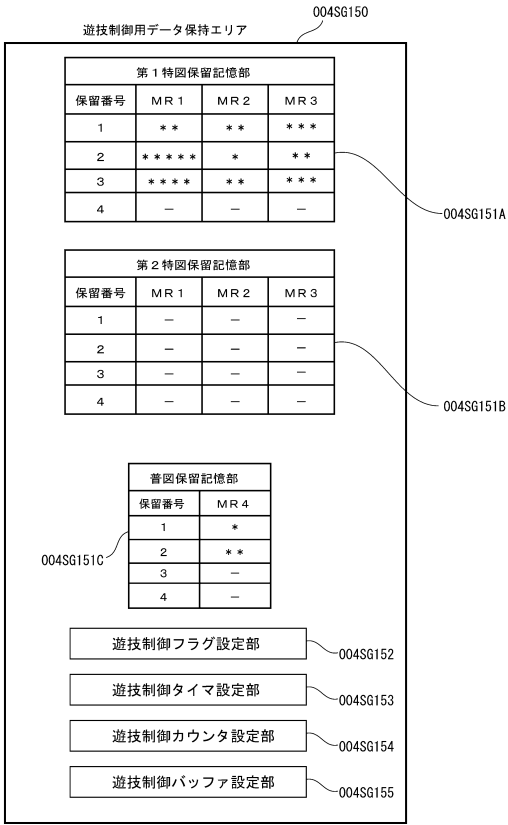 004SG150
遊技制御用データ保持エリア
第1特図保留記憶部
保留番号 MR1 MR2 MR3
1 ** ** ***
2 ***** * **
3 **** ** ***
4 － － －
004SG151A
第2特図保留記憶部
保留番号 MR1 MR2 MR3
1 － － －
2 － － －
3 － － －
4 － － －
004SG151B
普図保留記憶部
保留番号 MR4
1 *
2 **
3 －
4 －
004SG151C
遊技制御フラグ設定部 004SG152
遊技制御タイマ設定部 004SG153
遊技制御カウンタ設定部 004SG154
遊技制御バッファ設定部 004SG155